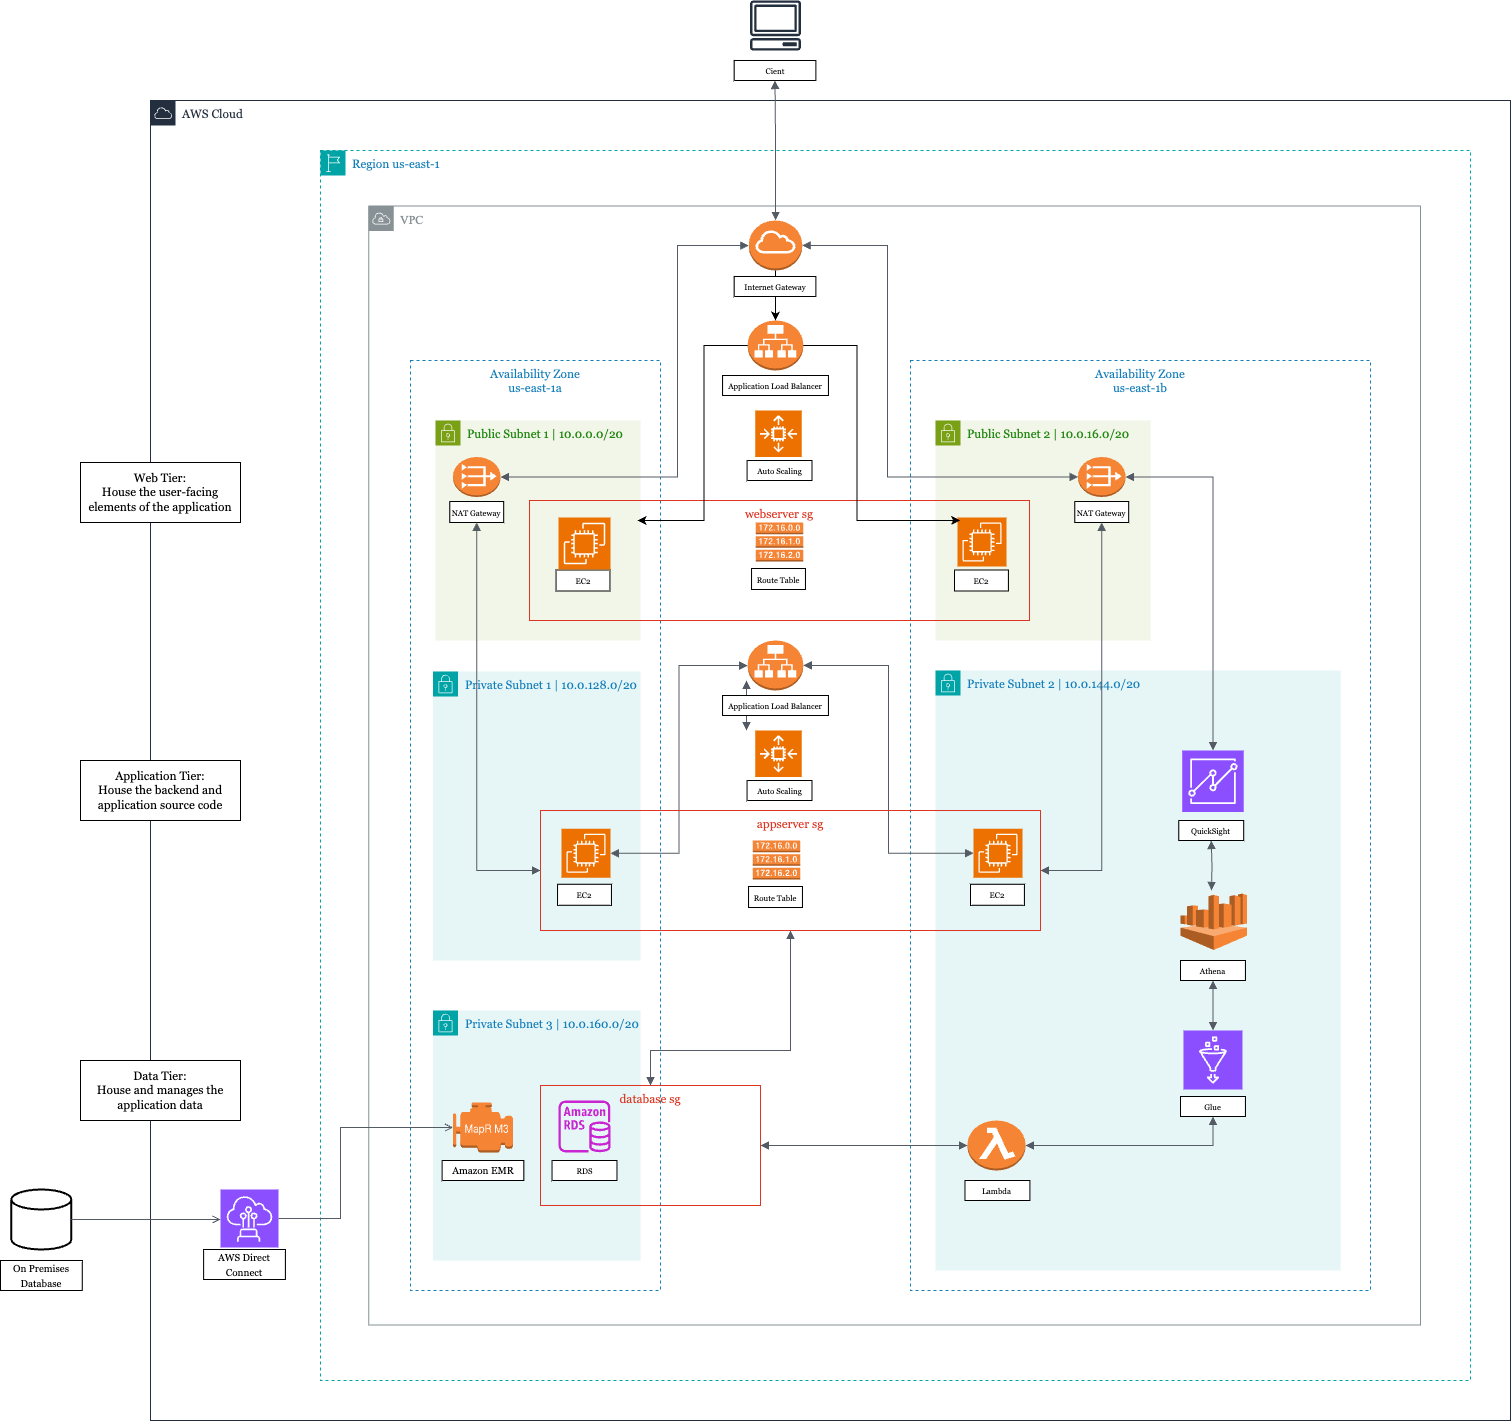 Cient
AWS Cloud
Region us-east-1
VPC
Internet Gateway
Application Load Balancer
Availability Zone
us-east-1a
Availability Zone
us-east-1b
Auto Scaling
Public Subnet 1 | 10.0.0.0/20
Public Subnet 2 | 10.0.16.0/20
NAT Gateway
NAT Gateway
Web Tier:
House the user-facing
elements of the application
webserver sg
172.16.0.0
172.16.1.0
172.16.2.0
Route Table
EC2
EC2
Application Load Balancer
Auto Scaling
Private Subnet 1 | 10.0.128.0/20
Private Subnet 2 | 10.0.144.0/20
Application Tier:
House the backend and
application source code
appserver sg
172.16.0.0
172.16.1.0
172.16.2.0
Route Table
EC2
EC2
QuickSight
Athena
Glue
Private Subnet 3 | 10.0.160.0/20
Data Tier:
House and manages the
application data
database sg
MapR M3
Amazon EMR
Amazon
RDS
RDS
Lambda
On Premises
Database
AWS Direct
Connect